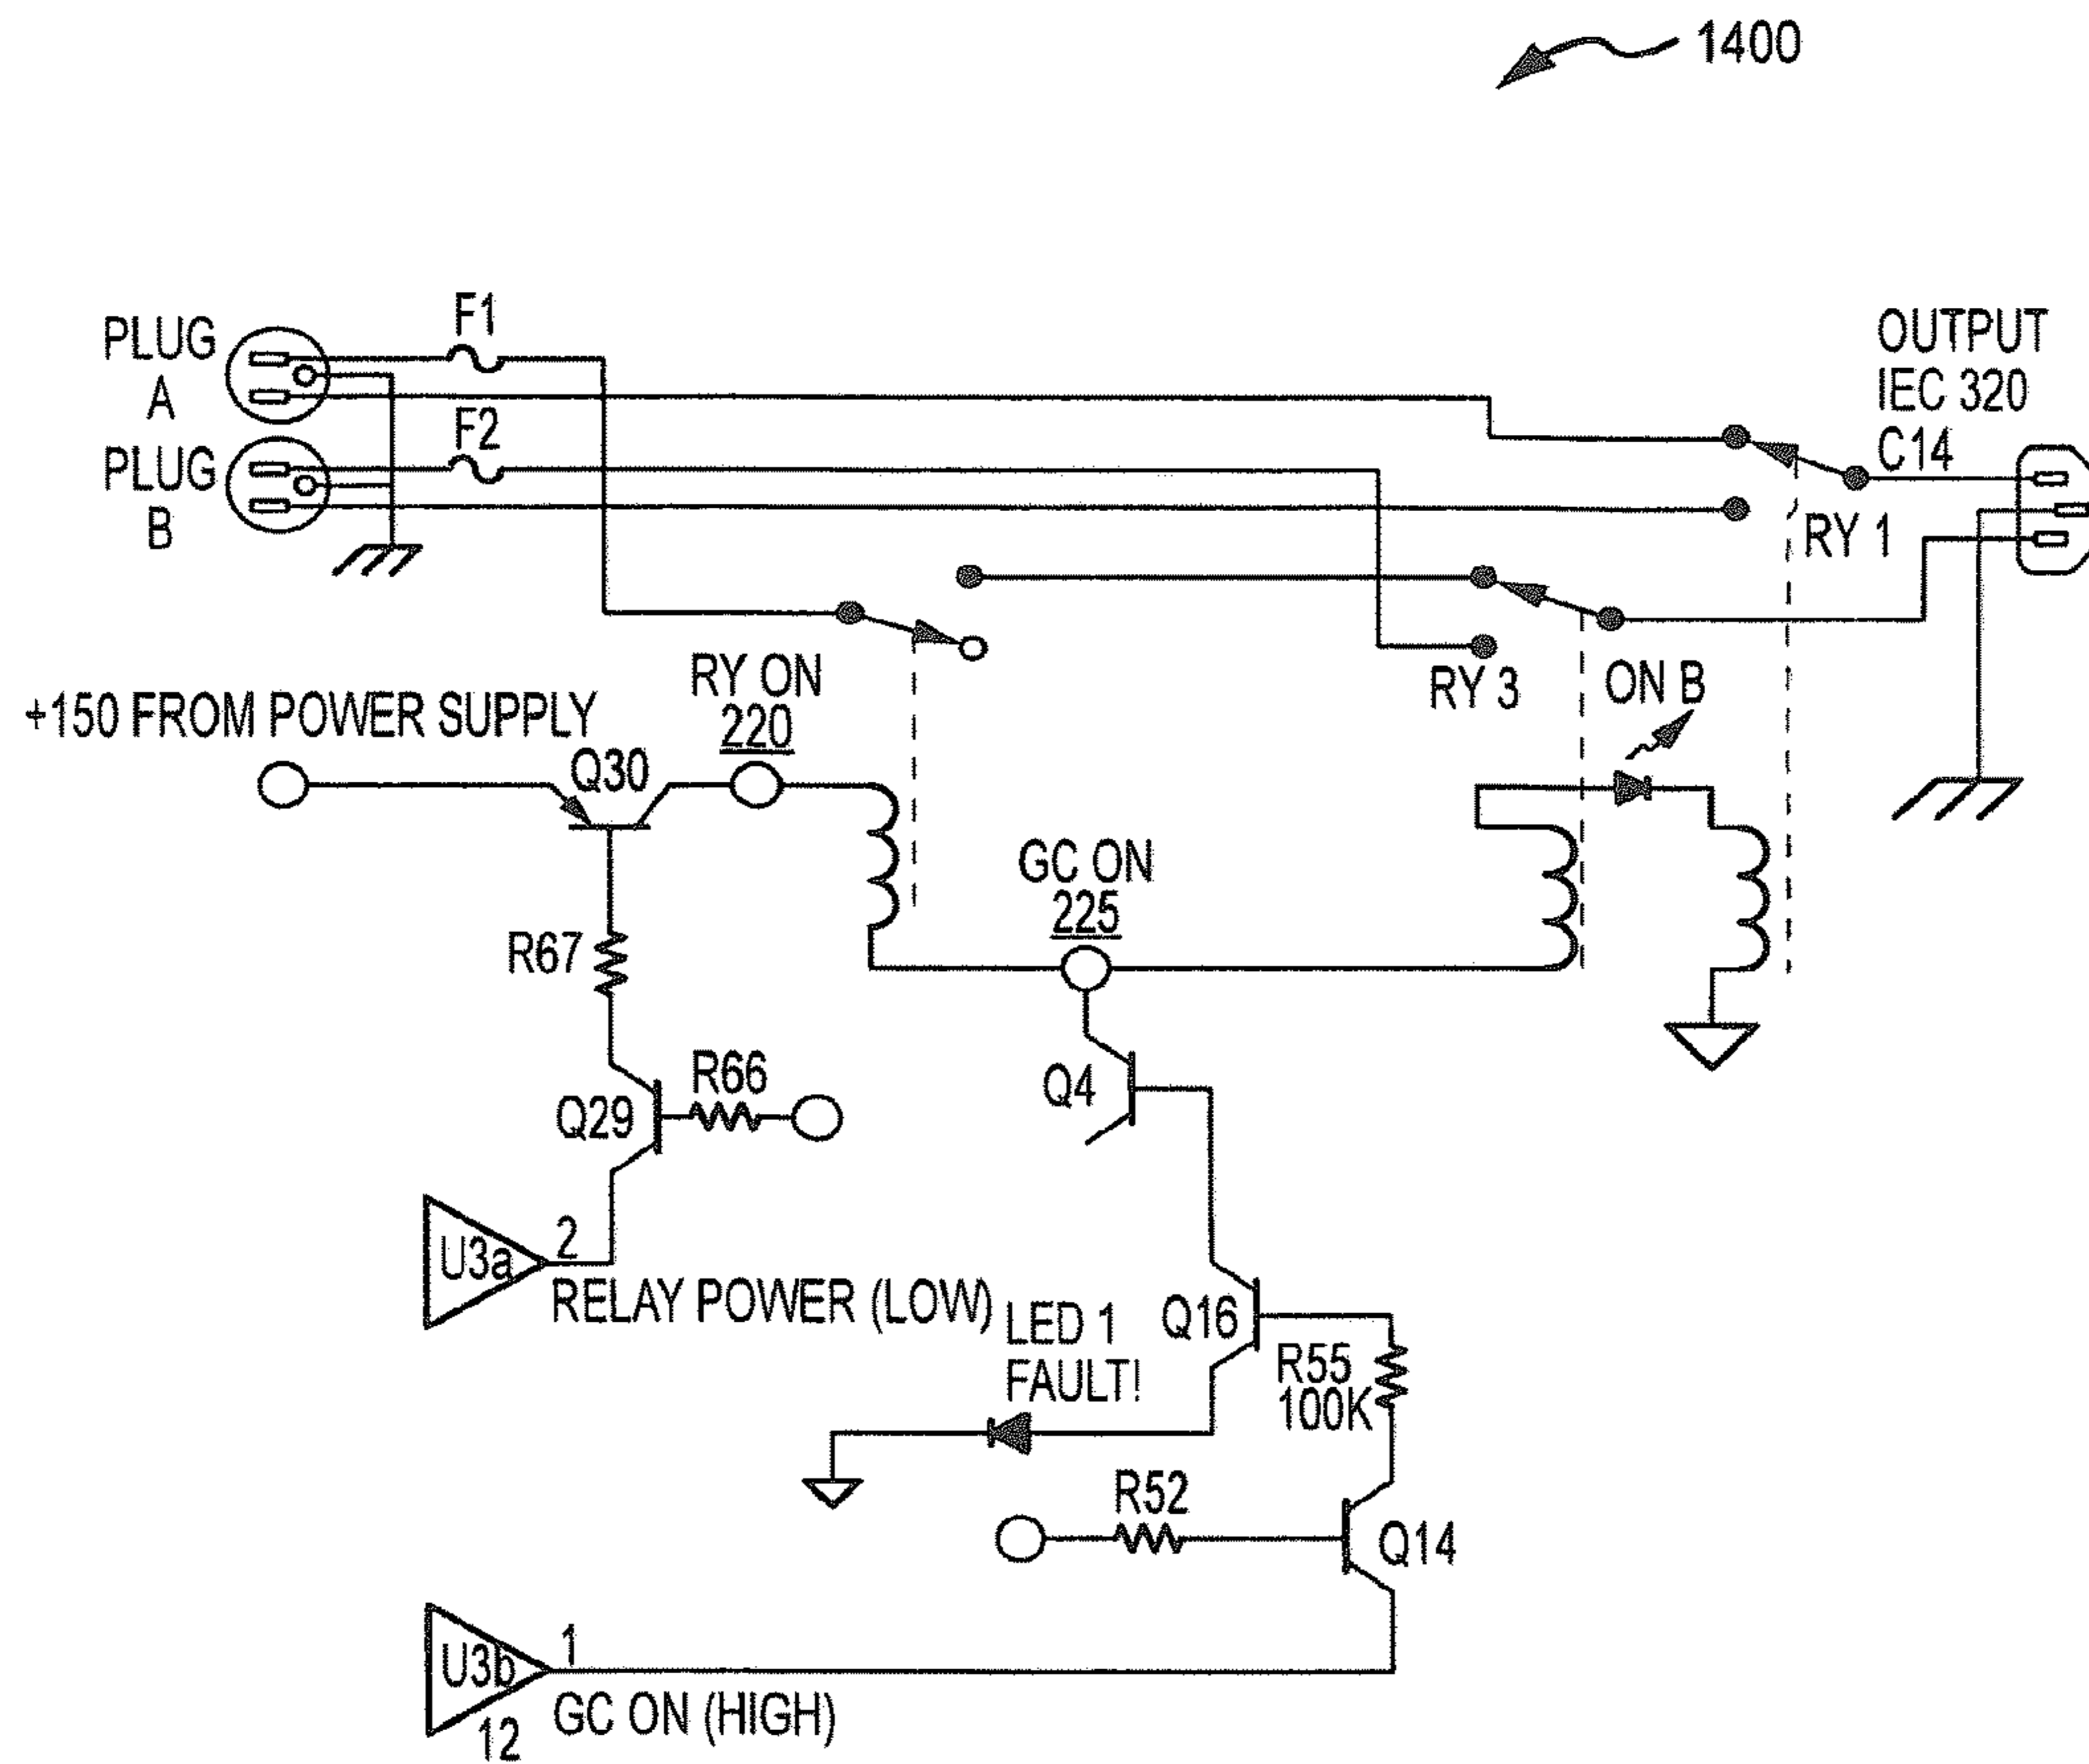 1400
PLUG
A
F1
PLUG
B
F2
OUTPUT
IEC 320
C14
RY 1
RY ON
220
RY 3
ON B
+150 FROM POWER SUPPLY
Q30
GC ON
225
R67
R66
Q29
Q4
U3a
2
RELAY POWER (LOW)
LED 1
FAULT!
Q16
R55
100K
R52
Q14
U3b
1
12
GC ON (HIGH)